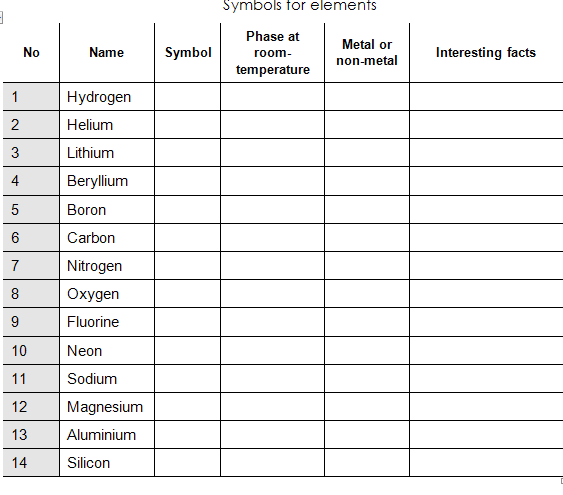 Symbols for elements
No Name Symbol Phase at room-temperature Metal or non-metal Interesting facts
1 Hydrogen
2 Helium
3 Lithium
4 Beryllium
5 Boron
6 Carbon
7 Nitrogen
8 Oxygen
9 Fluorine
10 Neon
11 Sodium
12 Magnesium
13 Aluminium
14 Silicon